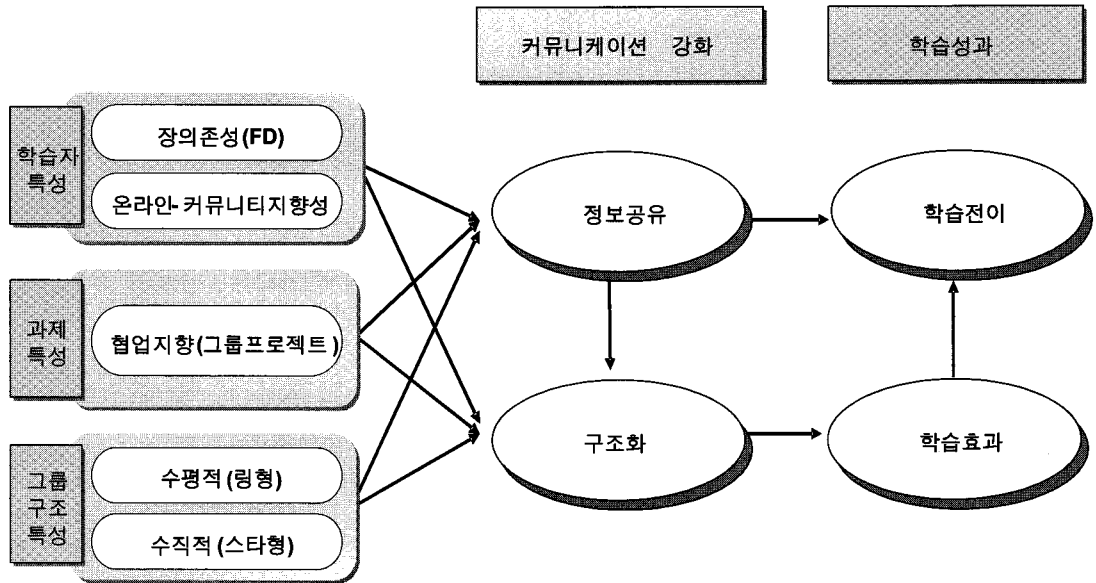 커뮤니케이션 강화
학습성과
학습자
특성
장의존성(FD)
온라인-커뮤니티지향성
과제
특성
협업지향(그룹프로젝트)
그룹
구조
특성
수평적(링형)
수직적(스타형)
정보공유
학습전이
구조화
학습효과